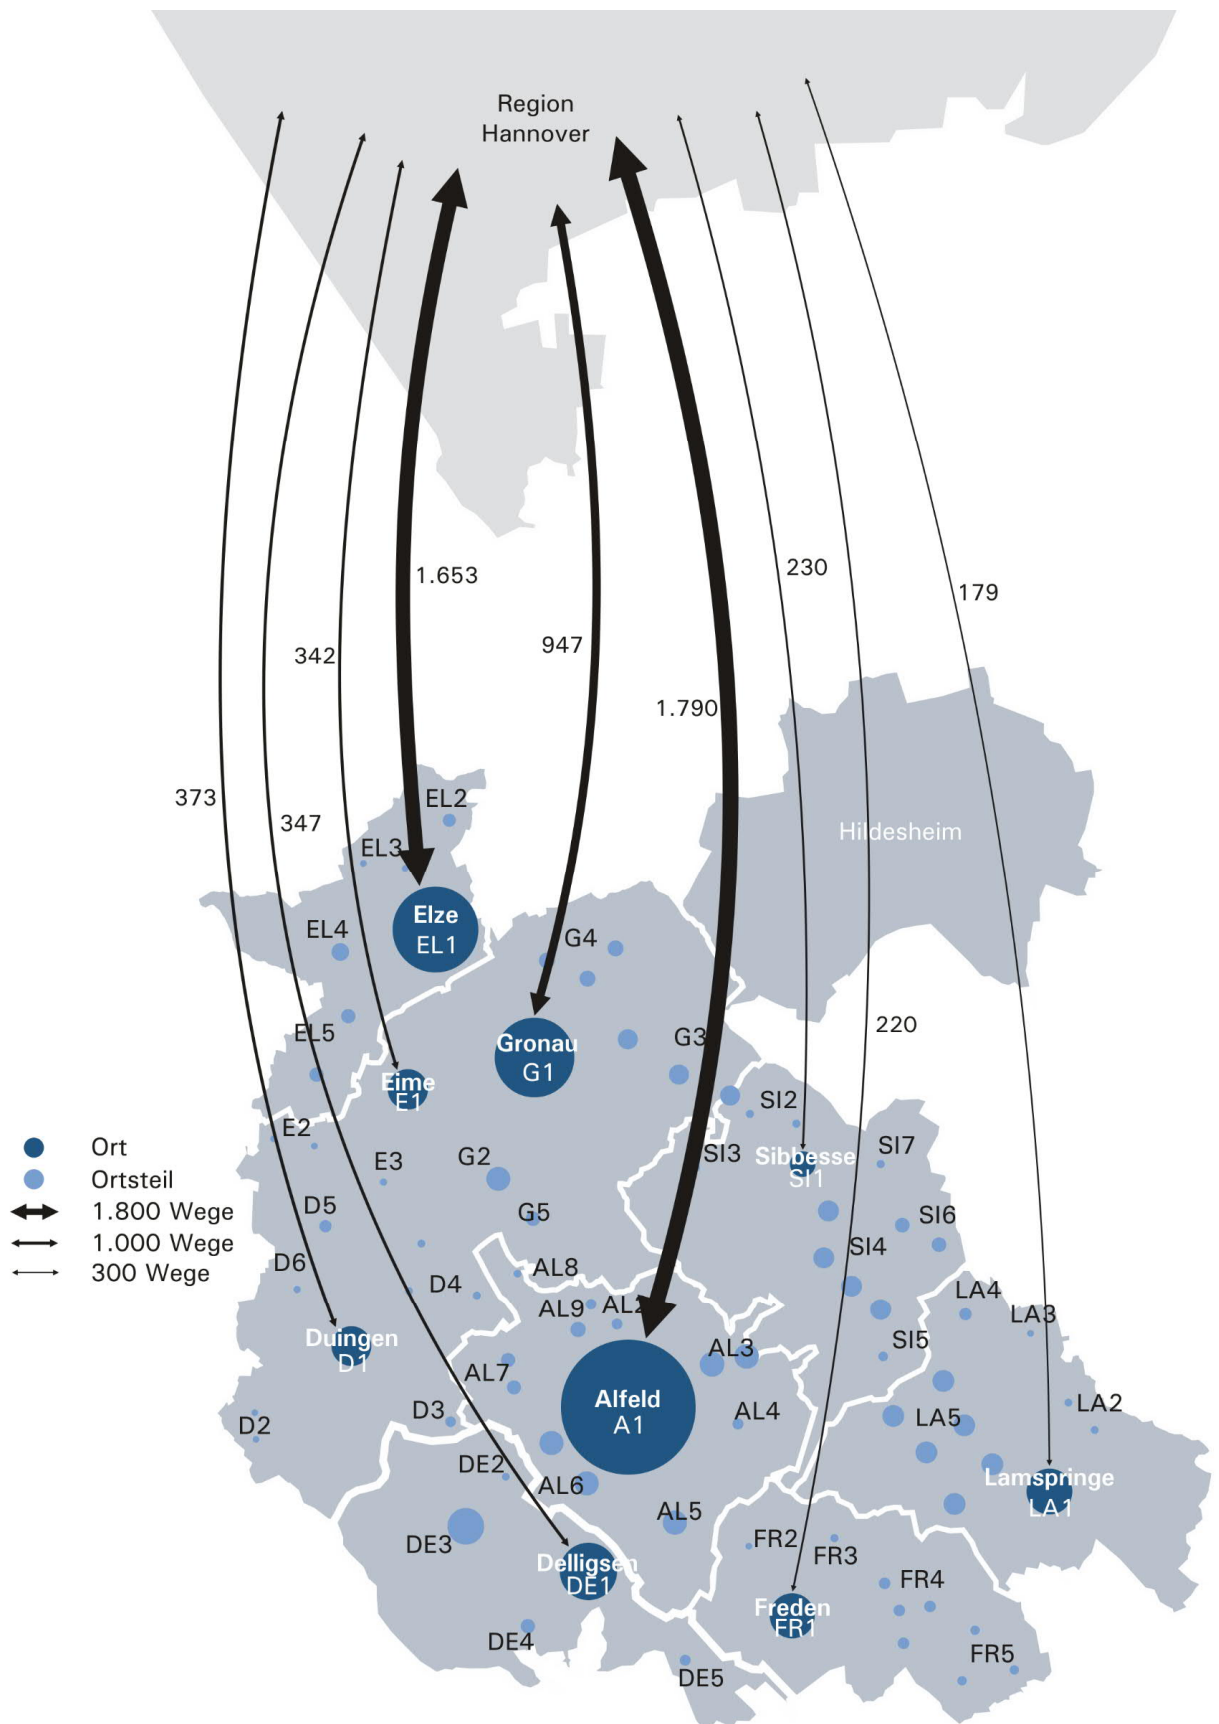 Region
Hannover
1.653
230
179
947
342
1.790
373
347
EL2
EL3
Hildesheim
Elze
EL1
EL4
G4
EL5
220
G3
Gronau
G1
Eime
E1
SI2
E2
SI3
Sibbesse
SI1
SI7
Ort
Ortsteil
1.800 Wege
1.000 Wege
300 Wege
E3
G2
D5
G5
SI6
SI4
D6
D4
AL8
AL9
AL2
LA4
LA3
Duingen
D1
AL3
SI5
AL7
Alfeld
A1
D3
D2
AL4
LA5
LA2
DE2
AL6
Lamspringe
LA1
AL5
DE3
FR2
FR3
Delligsen
DE1
FR4
Freden
FR1
DE4
FR5
DE5